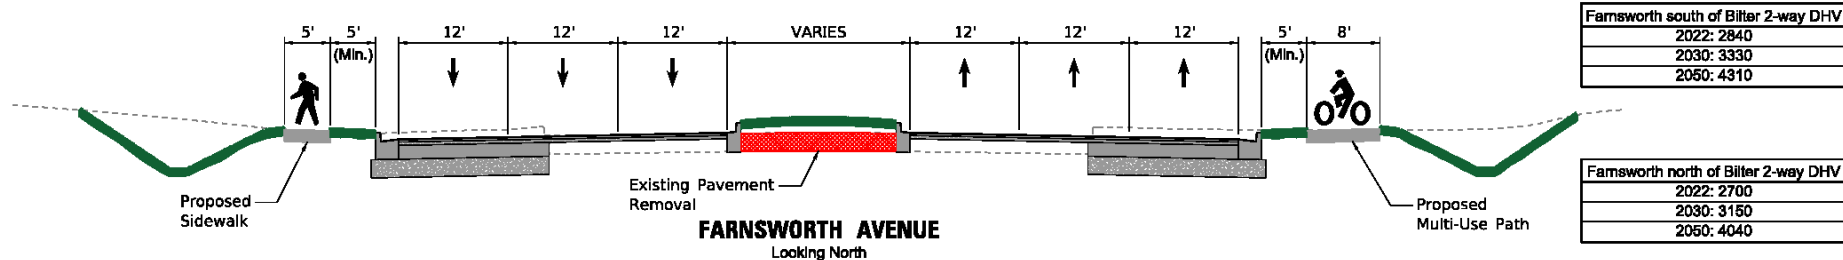 5' 5' 12' 12' 12' VARIES 12' 12' 12' 5' 8'
(Min.) (Min.)
Proposed
Sidewalk
Existing Pavement
Removal
Proposed
Multi-Use Path
FARNSWORTH AVENUE
Looking North
Farnsworth south of Bilter 2-way DHV
2022: 2840
2030: 3330
2050: 4310
Farnsworth north of Bilter 2-way DHV
2022: 2700
2030: 3150
2050: 4040